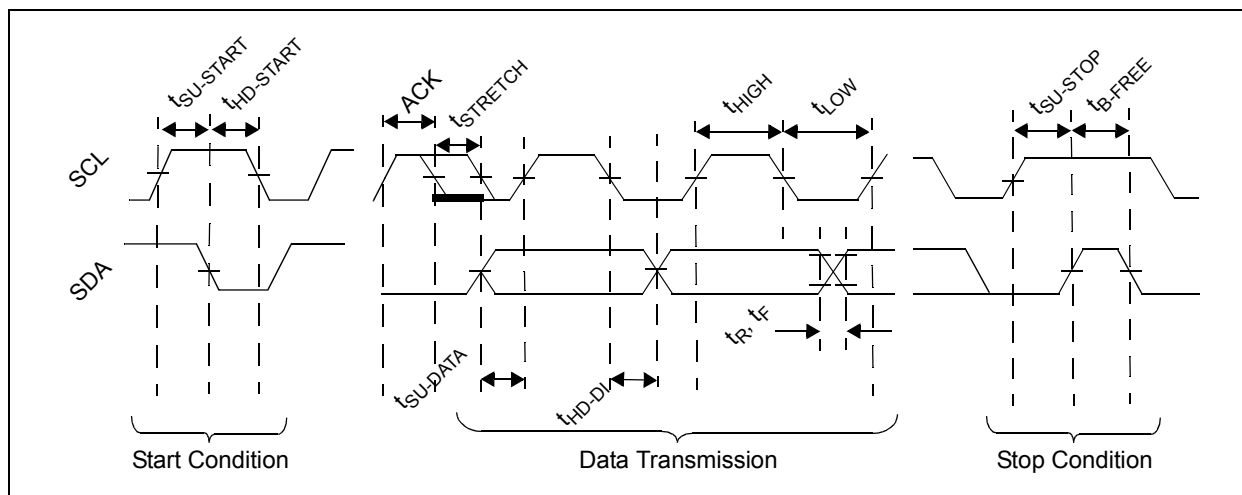 tSU-START
tHD-START
ACK
tSTRETCH
tHIGH
tLOW
tSU-STOP
tB-FREE
SCL
SDA
tR, tF
tSU-DATA
tHD-DI
Start Condition
Data Transmission
Stop Condition